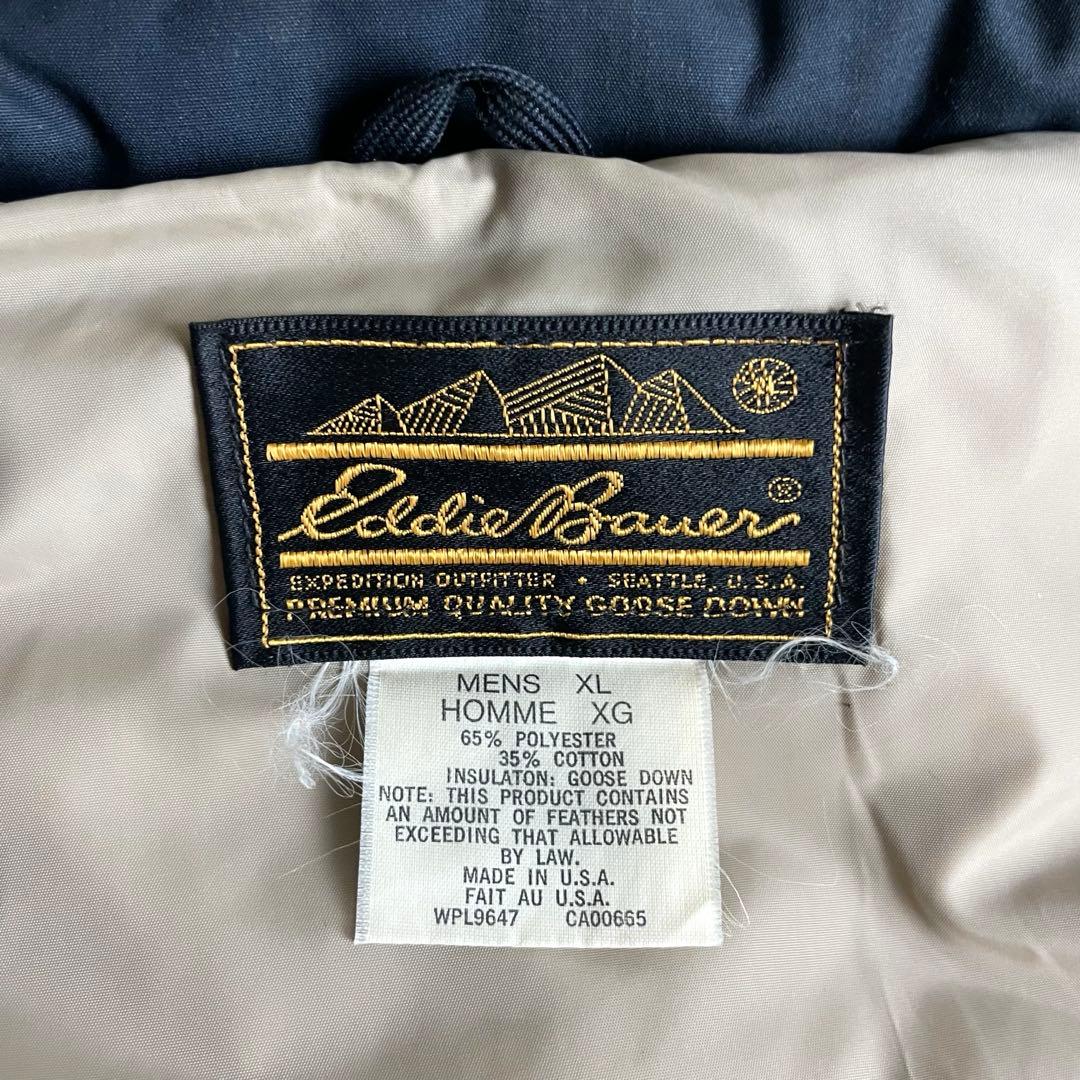 Eddie Bauer ®
EXPEDITION OUTFITTER • SEATTLE, U.S.A.
PREMIUM QUALITY GOOSE DOWN
MENS XL
HOMME XG
65% POLYESTER
35% COTTON
INSULATON: GOOSE DOWN
NOTE: THIS PRODUCT CONTAINS
AN AMOUNT OF FEATHERS NOT
EXCEEDING THAT ALLOWABLE
BY LAW.
MADE IN U.S.A.
FAIT AU U.S.A.
WPL9647 CA00665